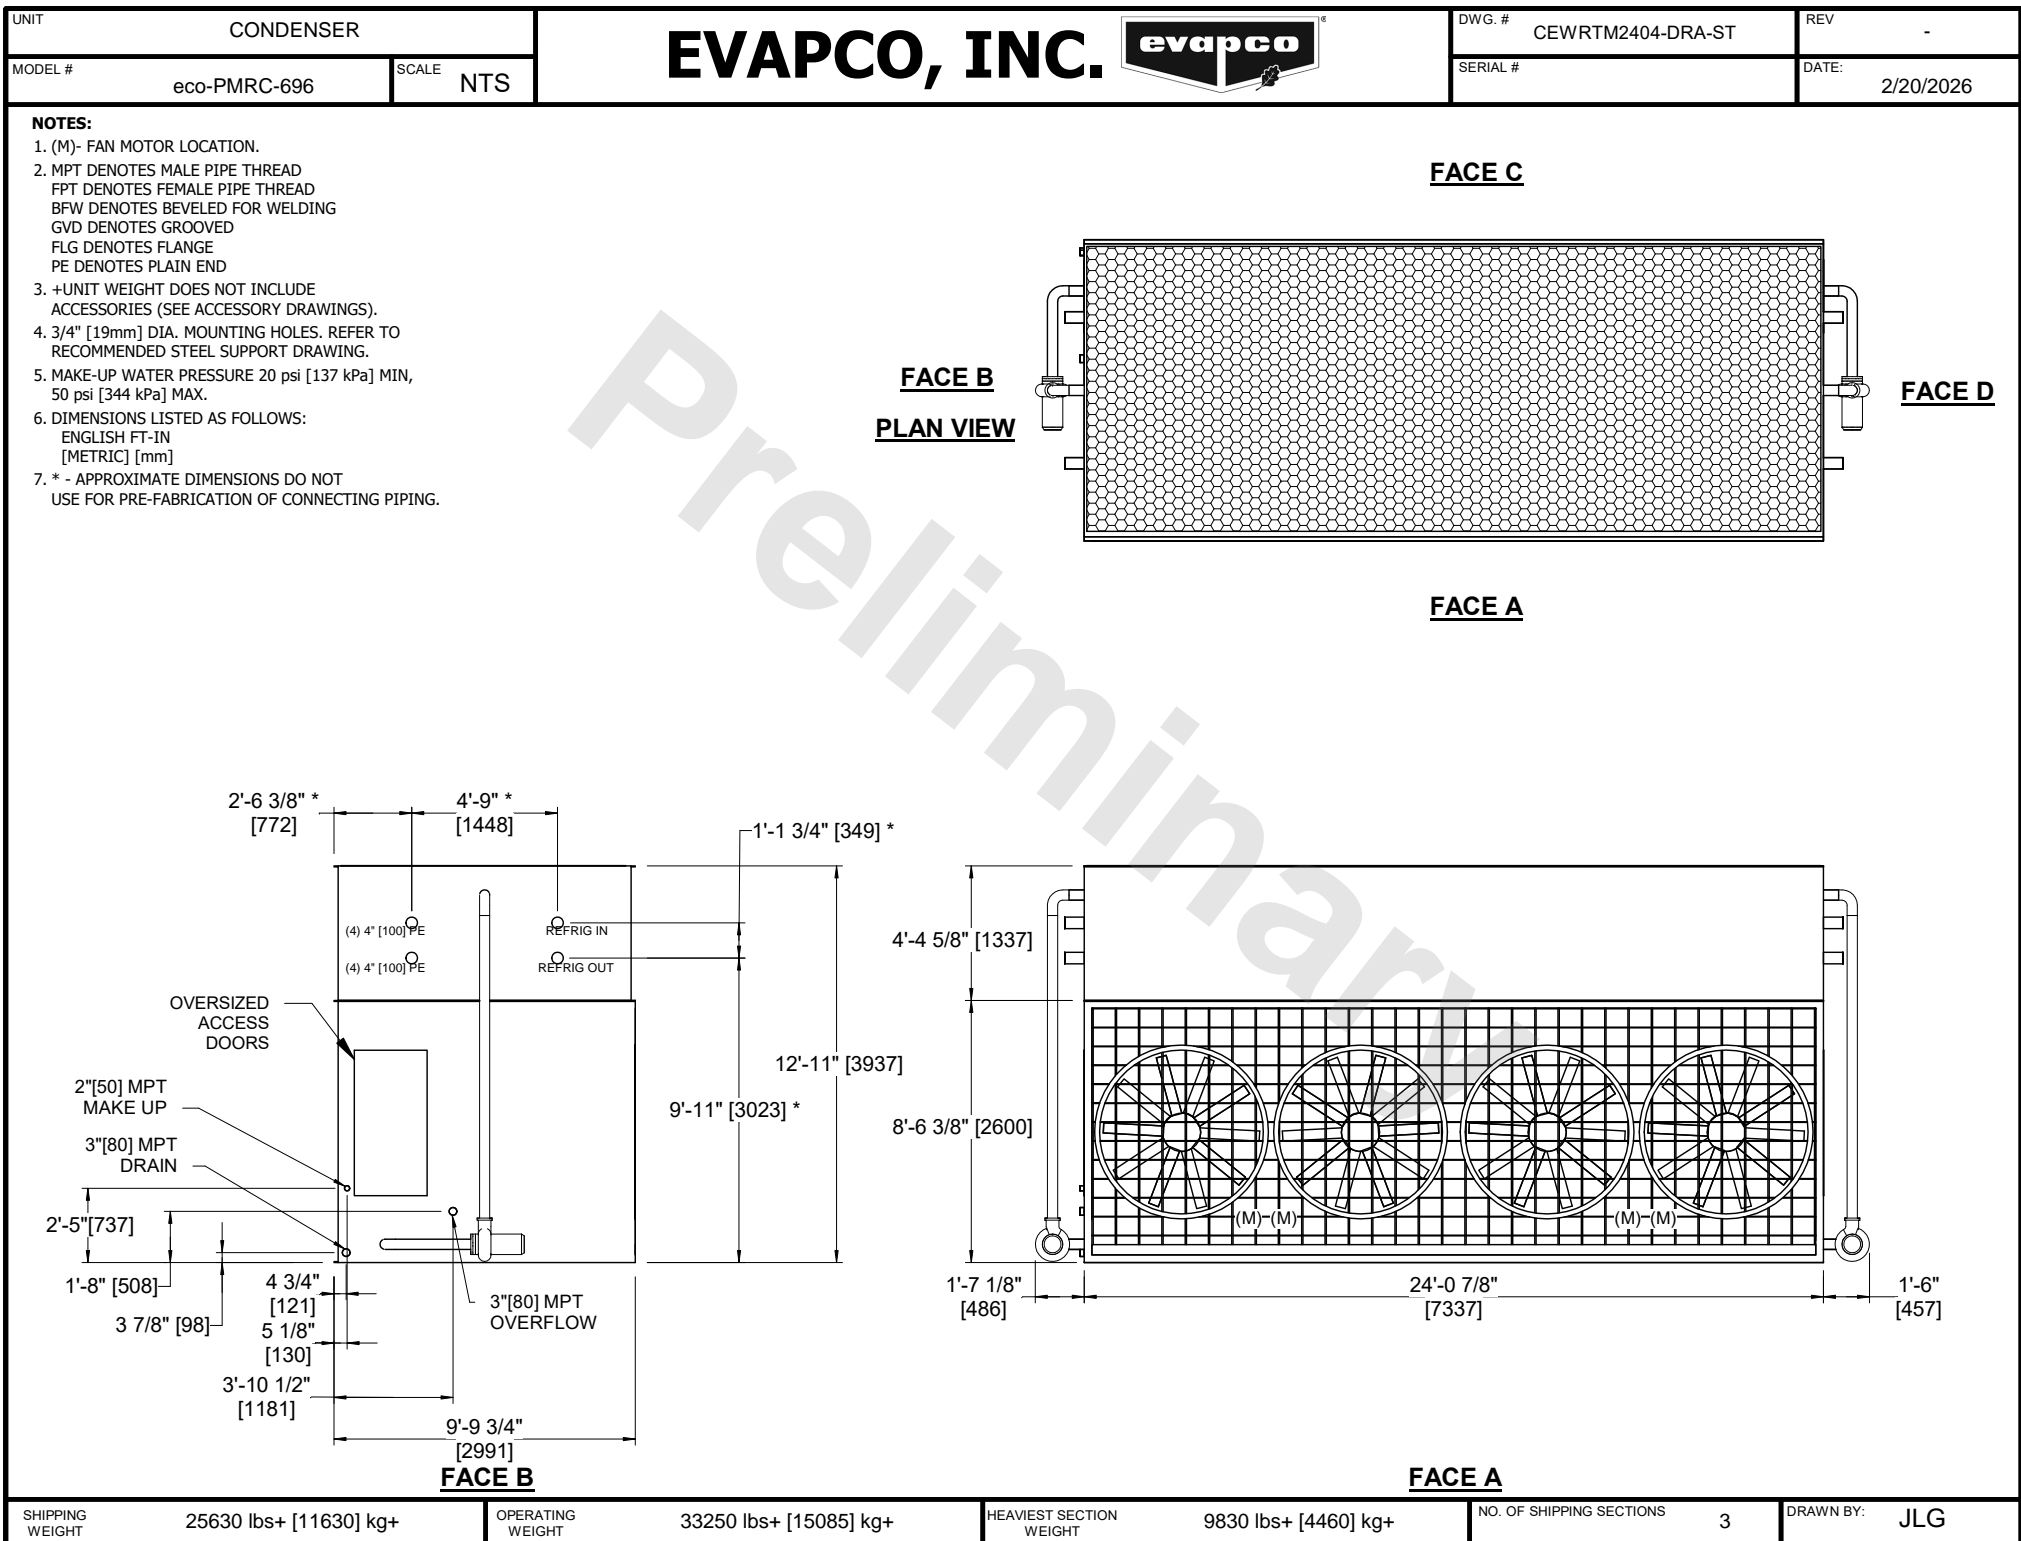 UNIT
CONDENSER
MODEL #
eco-PMRC-696
SCALE
NTS
EVAPCO, INC.
evapco
®
DWG. #
CEWRTM2404-DRA-ST
REV
-
SERIAL #
DATE:
2/20/2026
NOTES:
1. (M)- FAN MOTOR LOCATION.
2. MPT DENOTES MALE PIPE THREAD
FPT DENOTES FEMALE PIPE THREAD
BFW DENOTES BEVELED FOR WELDING
GVD DENOTES GROOVED
FLG DENOTES FLANGE
PE DENOTES PLAIN END
3. +UNIT WEIGHT DOES NOT INCLUDE
ACCESSORIES (SEE ACCESSORY DRAWINGS).
4. 3/4" [19mm] DIA. MOUNTING HOLES. REFER TO
RECOMMENDED STEEL SUPPORT DRAWING.
5. MAKE-UP WATER PRESSURE 20 psi [137 kPa] MIN,
50 psi [344 kPa] MAX.
6. DIMENSIONS LISTED AS FOLLOWS:
ENGLISH FT-IN
[METRIC] [mm]
7. * - APPROXIMATE DIMENSIONS DO NOT
USE FOR PRE-FABRICATION OF CONNECTING PIPING.
FACE C
FACE B
PLAN VIEW
FACE D
FACE A
Preliminary
2'-6 3/8" *
[772]
4'-9" *
[1448]
1'-1 3/4" [349] *
(4) 4" [100] PE
REFRIG IN
(4) 4" [100] PE
REFRIG OUT
OVERSIZED
ACCESS
DOORS
2"[50] MPT
MAKE UP
3"[80] MPT
DRAIN
2'-5"[737]
1'-8" [508]
3 7/8" [98]
4 3/4"
[121]
5 1/8"
[130]
3'-10 1/2"
[1181]
9'-9 3/4"
[2991]
3"[80] MPT
OVERFLOW
12'-11" [3937]
9'-11" [3023] *
FACE B
4'-4 5/8" [1337]
8'-6 3/8" [2600]
(M) (M)
(M) (M)
1'-7 1/8"
[486]
24'-0 7/8"
[7337]
1'-6"
[457]
FACE A
SHIPPING
WEIGHT
25630 lbs+ [11630] kg+
OPERATING
WEIGHT
33250 lbs+ [15085] kg+
HEAVIEST SECTION
WEIGHT
9830 lbs+ [4460] kg+
NO. OF SHIPPING SECTIONS
3
DRAWN BY:
JLG